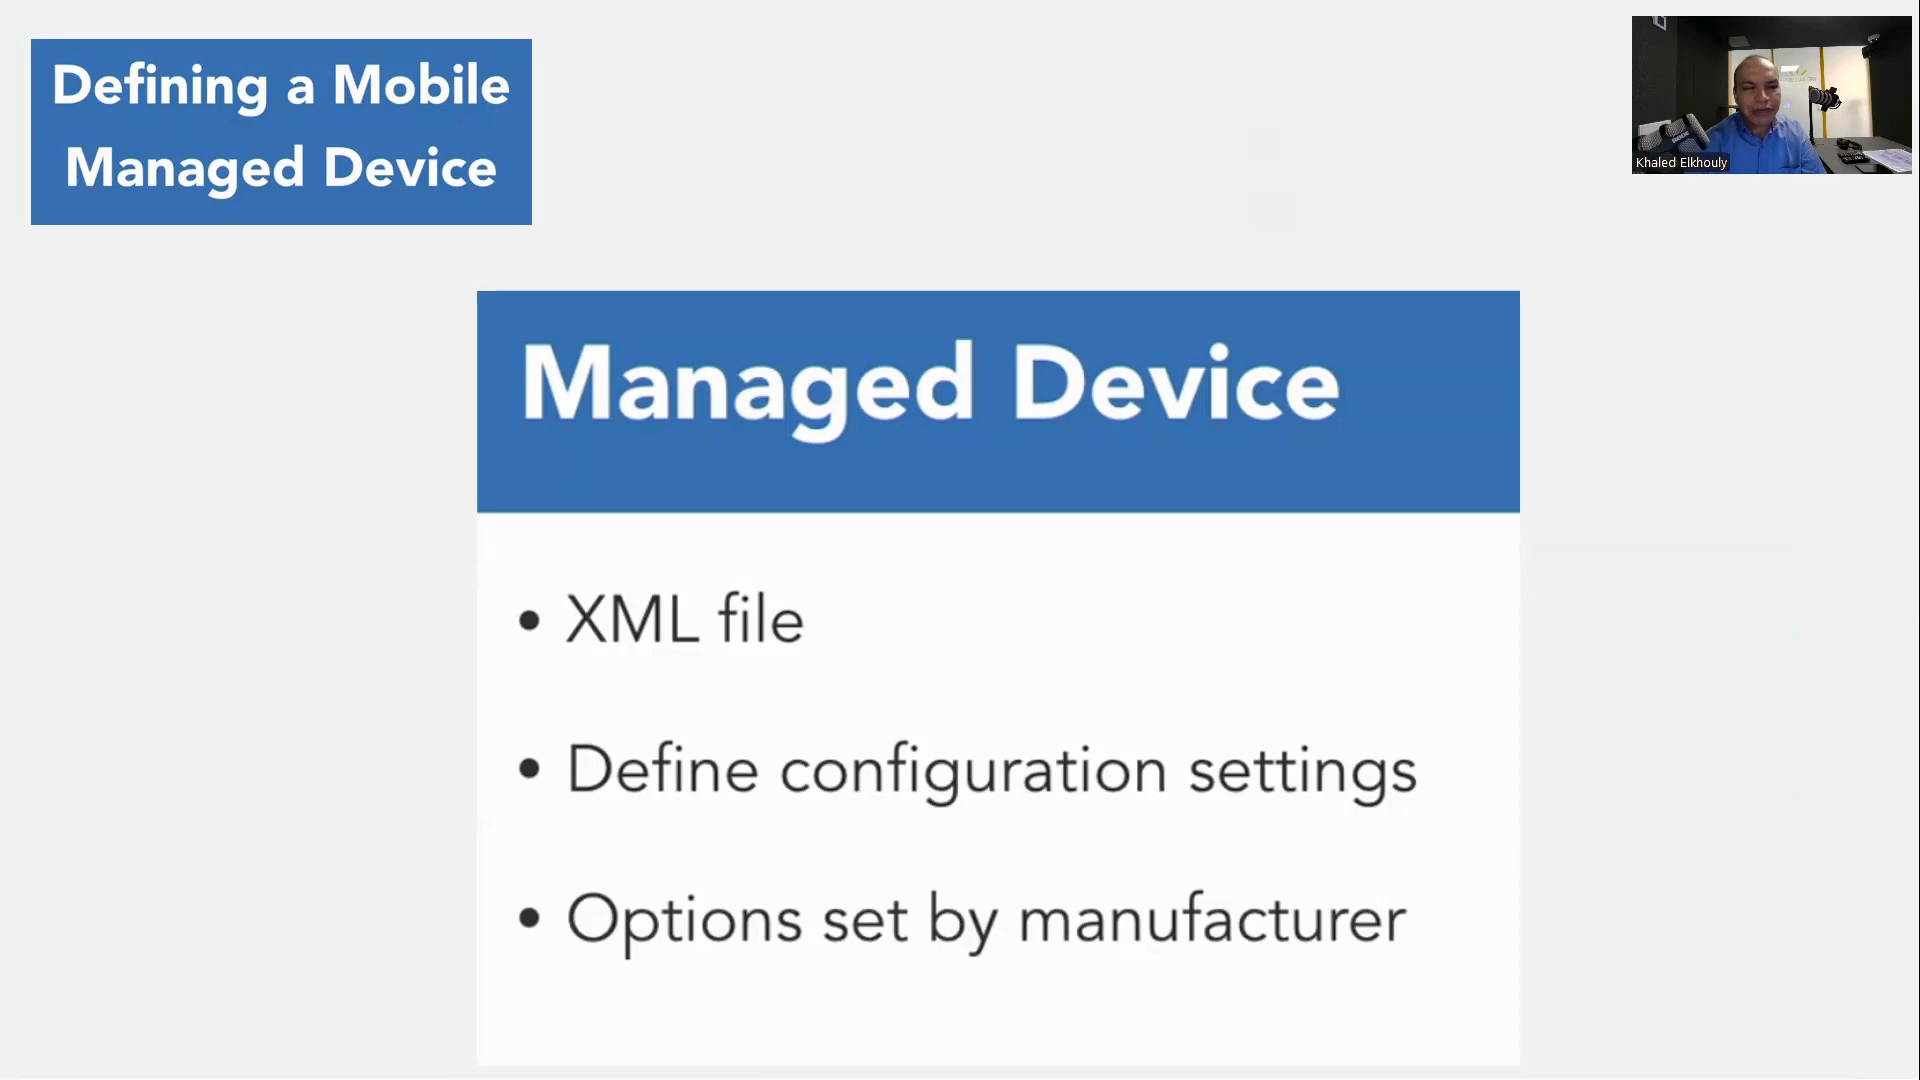 Defining a Mobile
Managed Device
Khaled Elkhouly
Managed Device
• XML file
• Define configuration settings
• Options set by manufacturer